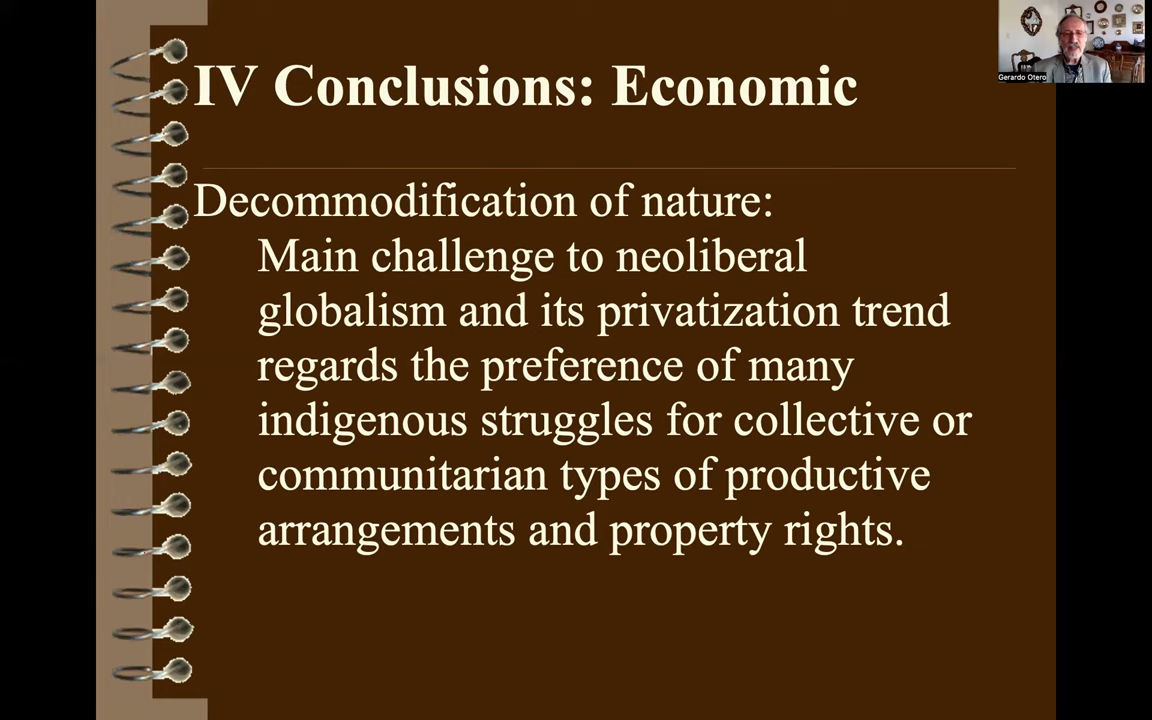 IV Conclusions: Economic
Gerardo Otero
Decommodification of nature:
Main challenge to neoliberal
globalism and its privatization trend
regards the preference of many
indigenous struggles for collective or
communitarian types of productive
arrangements and property rights.